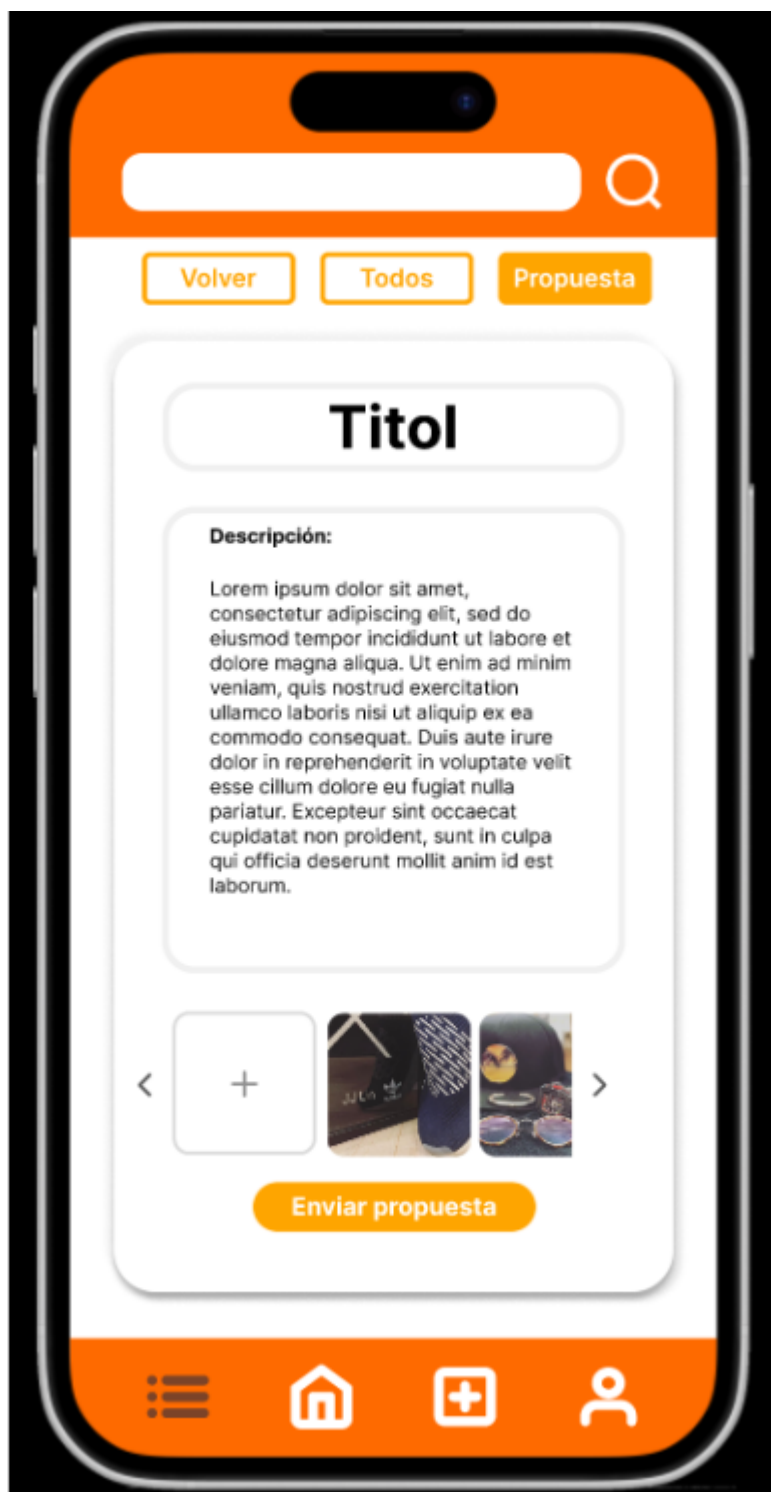 Volver
Todos
Propuesta
Titol
Descripción:
Lorem ipsum dolor sit amet,
consectetur adipiscing elit, sed do
eiusmod tempor incididunt ut labore et
dolore magna aliqua. Ut enim ad minim
veniam, quis nostrud exercitation
ullamco laboris nisi ut aliquip ex ea
commodo consequat. Duis aute irure
dolor in reprehenderit in voluptate velit
esse cillum dolore eu fugiat nulla
pariatur. Excepteur sint occaecat
cupidatat non proident, sunt in culpa
qui officia deserunt mollit anim id est
laborum.
Enviar propuesta